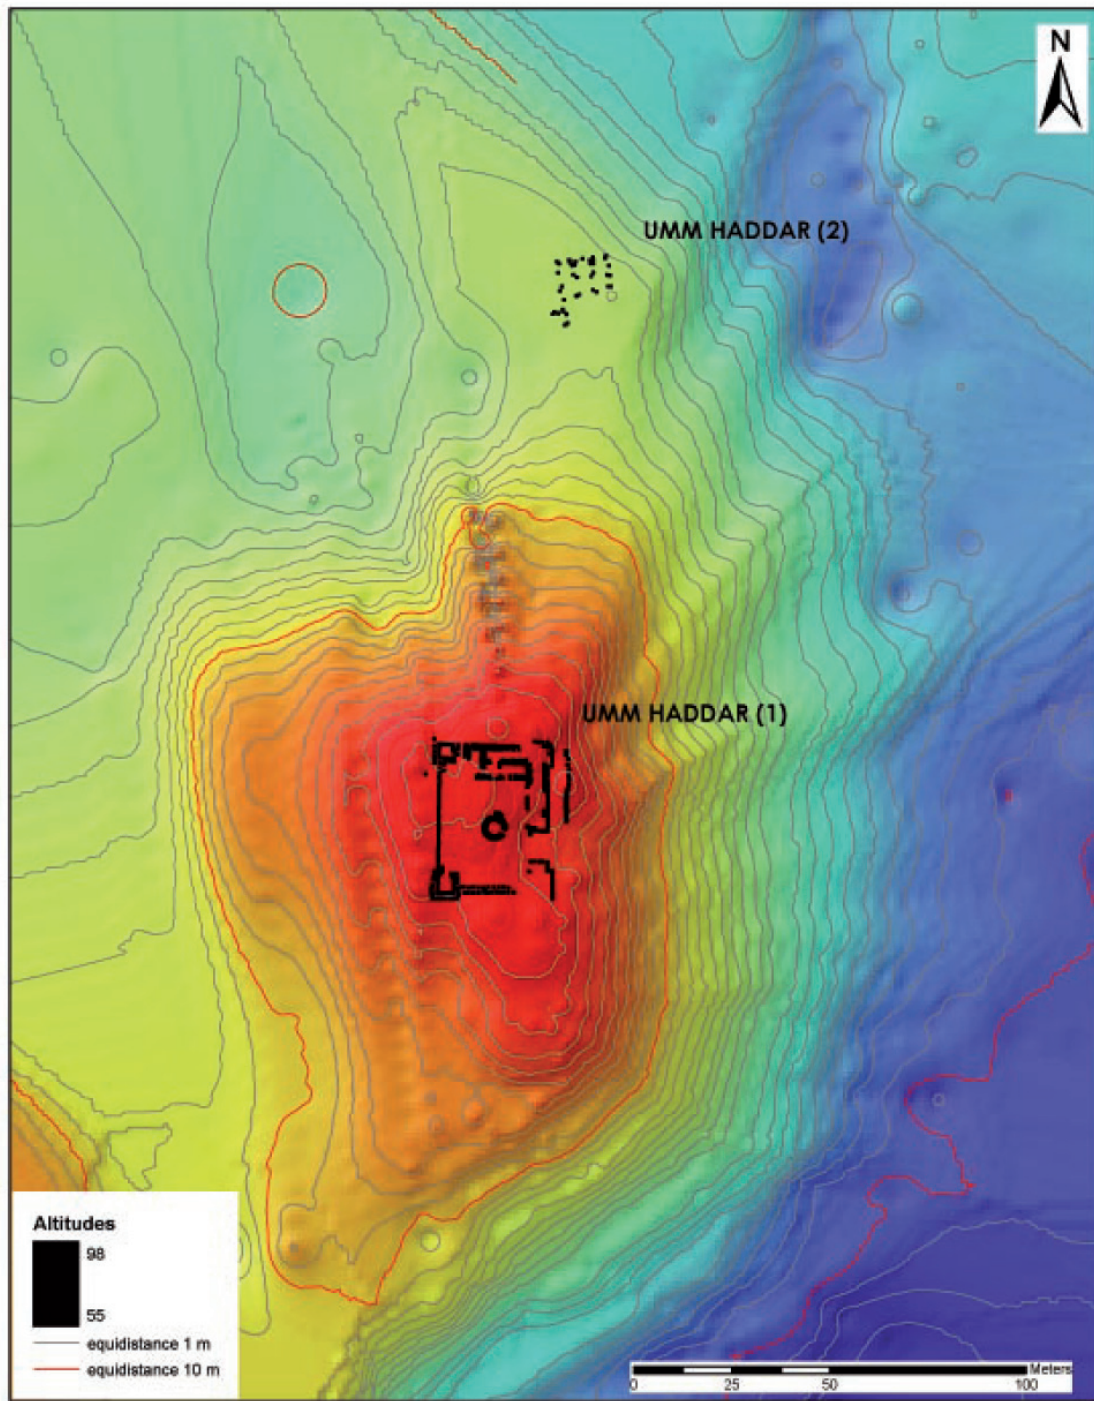 N
UMM HADDAR (2)
UMM HADDAR (1)
Altitudes
98
55
equidistance 1 m
equidistance 10 m
Meters
0 25 50 100